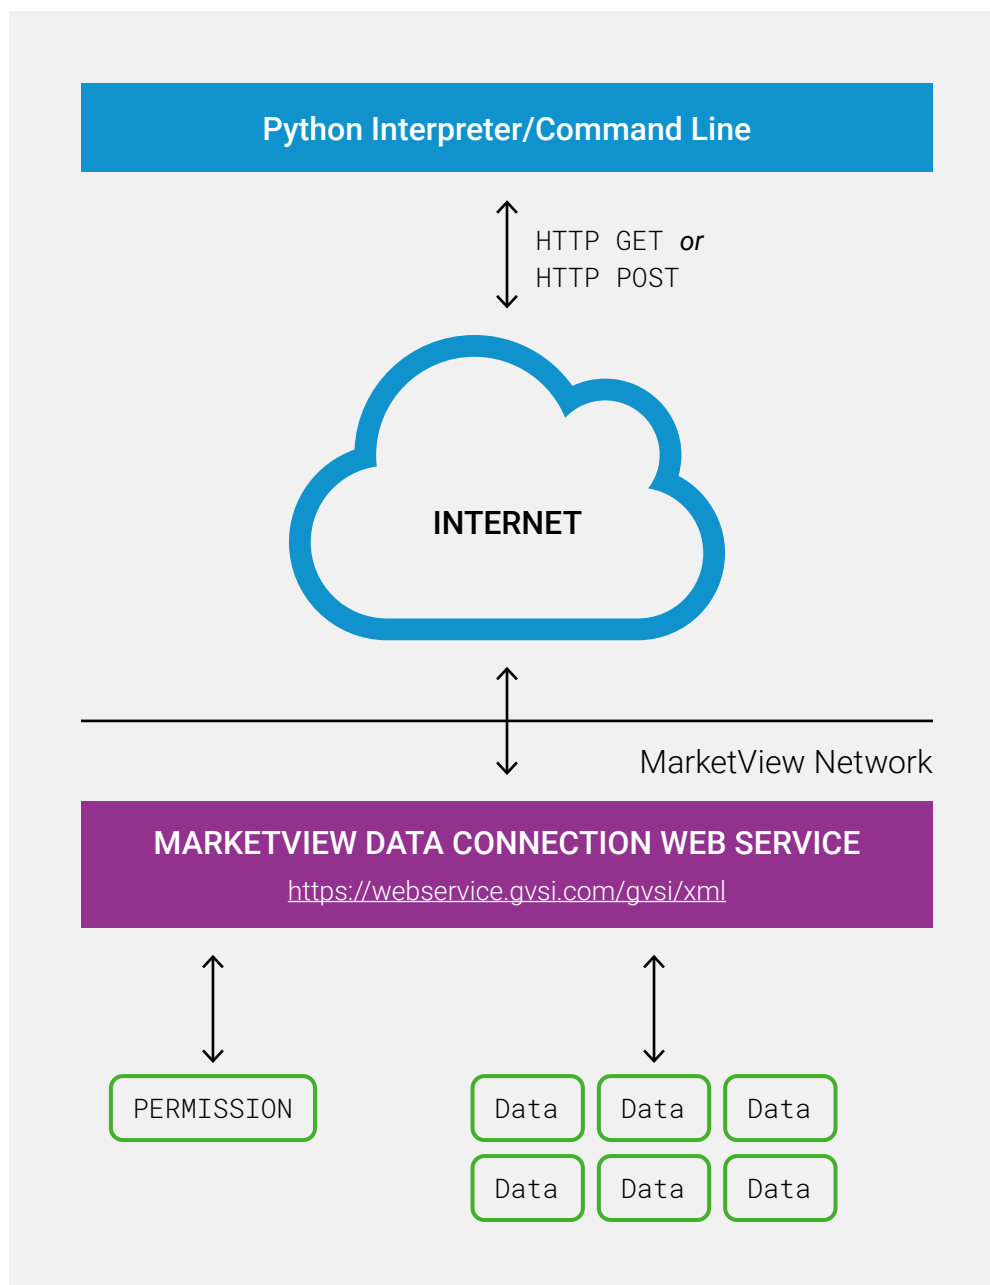 Python Interpreter/Command Line
HTTP GET or
HTTP POST
INTERNET
MarketView Network
MARKETVIEW DATA CONNECTION WEB SERVICE
https://webservice.gvsi.com/gvsi/xml
PERMISSION
Data Data Data
Data Data Data